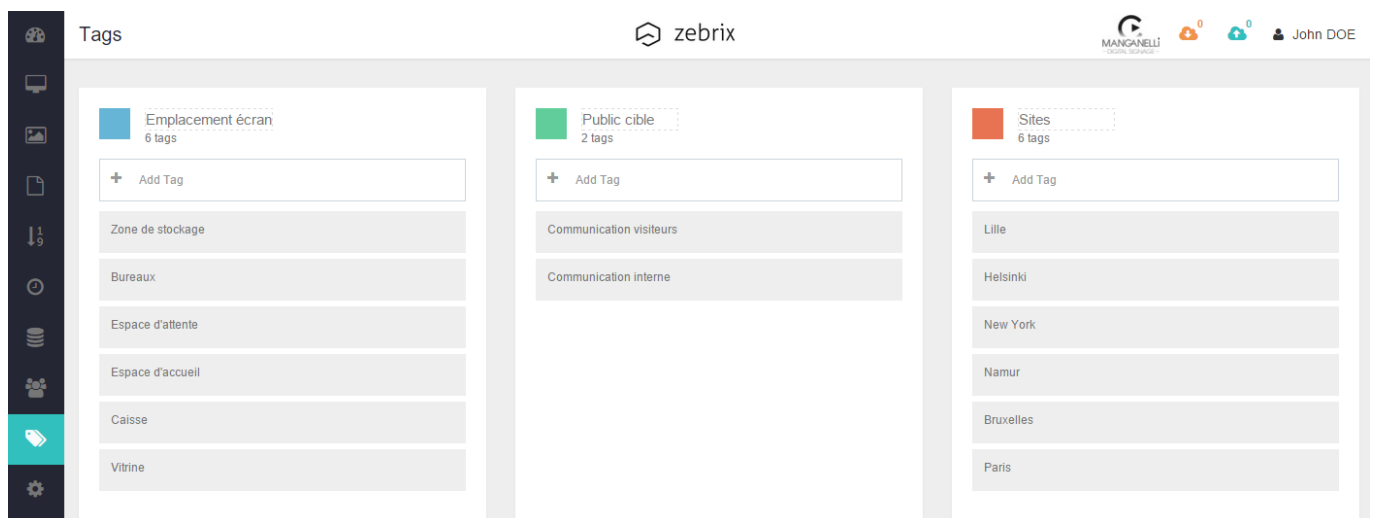 Tags
zebrix
MANGANELLi
- DIGITAL SIGNAGE -
0
0
John DOE
Emplacement écran
6 tags
Add Tag
Zone de stockage
Bureaux
Espace d'attente
Espace d'accueil
Caisse
Vitrine
Public cible
2 tags
Add Tag
Communication visiteurs
Communication interne
Sites
6 tags
Add Tag
Lille
Helsinki
New York
Namur
Bruxelles
Paris
1
9